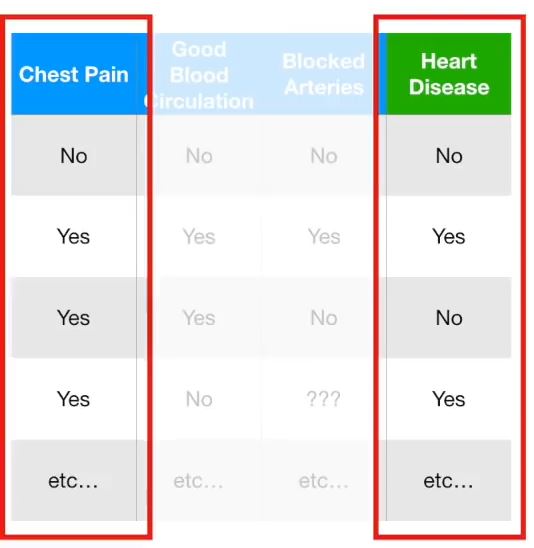 Chest Pain Good Blood Circulation Blocked Arteries Heart Disease
No No No No
Yes Yes Yes Yes
Yes Yes No No
Yes No ??? Yes
etc... etc... etc... etc...